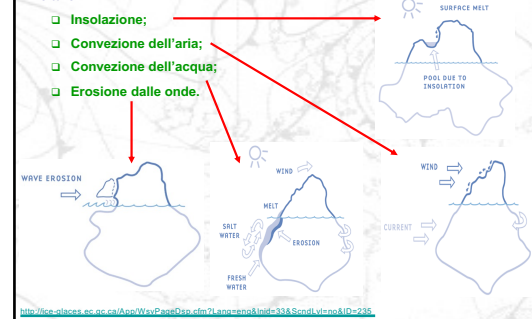 Insolazione;
Convezione dell'aria;
Convezione dell'acqua;
Erosione dalle onde.
SURFACE MELT
POOL DUE TO
INSOLATION
WAVE EROSION
WIND
MELT
SALT
WATER
EROSION
FRESH
WATER
WIND
CURRENT
http://ice-glaces.ec.gc.ca/App/WsvPageDsp.cfm?Lang=eng&lnid=33&ScndLvl=no&ID=235